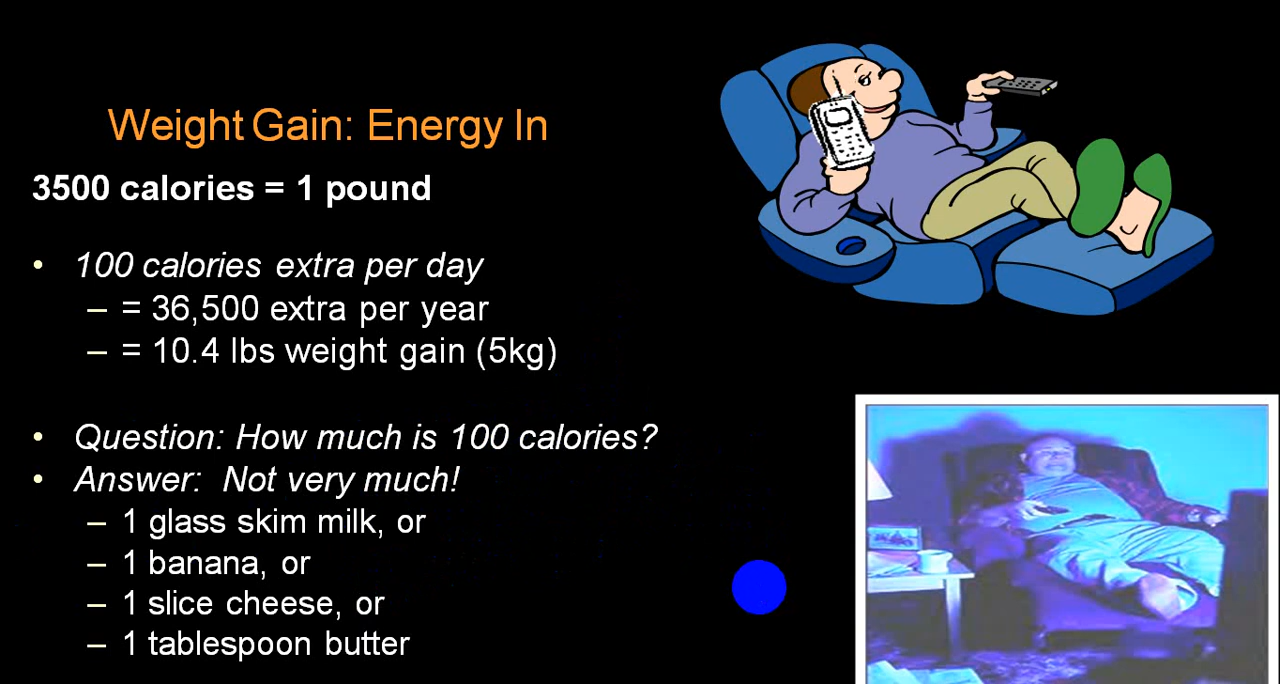 Weight Gain: Energy In
3500 calories = 1 pound
• 100 calories extra per day
– = 36,500 extra per year
– = 10.4 lbs weight gain (5kg)
• Question: How much is 100 calories?
• Answer: Not very much!
– 1 glass skim milk, or
– 1 banana, or
– 1 slice cheese, or
– 1 tablespoon butter